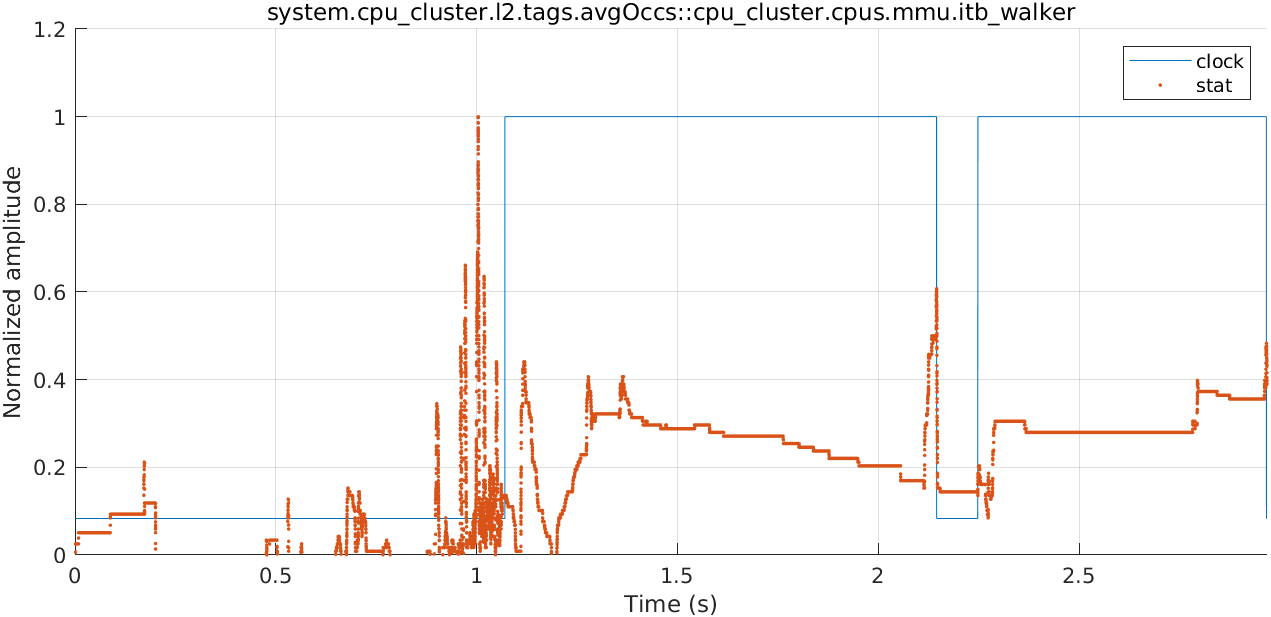 system.cpu_cluster.l2.tags.avgOccs::cpu_cluster.cpus.mmu.itb_walker
Normalized amplitude
1.2
1
0.8
0.6
0.4
0.2
0
clock
stat
0
0.5
1
1.5
2
2.5
Time (s)